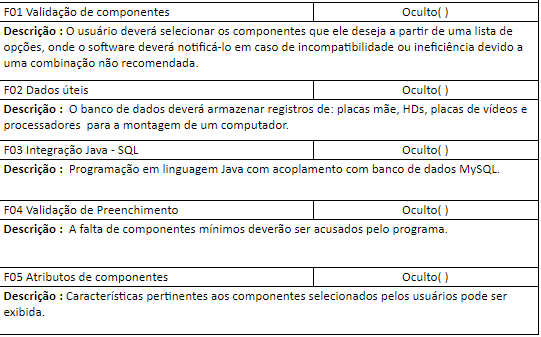 F01 Validação de componentes Oculto( )
Descrição : O usuário deverá selecionar os componentes que ele deseja a partir de uma lista de
opções, onde o software deverá notificá-lo em caso de incompatibilidade ou ineficiência devido a
uma combinação não recomendada.
F02 Dados úteis Oculto( )
Descrição : O banco de dados deverá armazenar registros de: placas mãe, HDs, placas de vídeos e
processadores para a montagem de um computador.
F03 Integração Java - SQL Oculto( )
Descrição : Programação em linguagem Java com acoplamento com banco de dados MySQL.
F04 Validação de Preenchimento Oculto( )
Descrição : A falta de componentes mínimos deverão ser acusados pelo programa.
F05 Atributos de componentes Oculto( )
Descrição : Características pertinentes aos componentes selecionados pelos usuários pode ser
exibida.